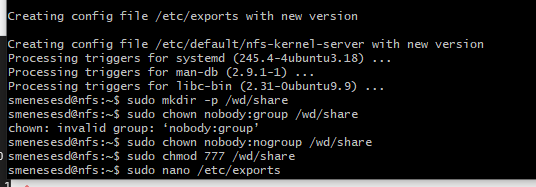 Creating config file /etc/exports with new version
Creating config file /etc/default/nfs-kernel-server with new version
Processing triggers for systemd (245.4-4ubuntu3.18) ...
Processing triggers for man-db (2.9.1-1) ...
Processing triggers for libc-bin (2.31-0ubuntu9.9) ...
smenesesd@nfs:~$ sudo mkdir -p /wd/share
smenesesd@nfs:~$ sudo chown nobody:group /wd/share
chown: invalid group: ‘nobody:group’
smenesesd@nfs:~$ sudo chown nobody:nogroup /wd/share
smenesesd@nfs:~$ sudo chmod 777 /wd/share
smenesesd@nfs:~$ sudo nano /etc/exports